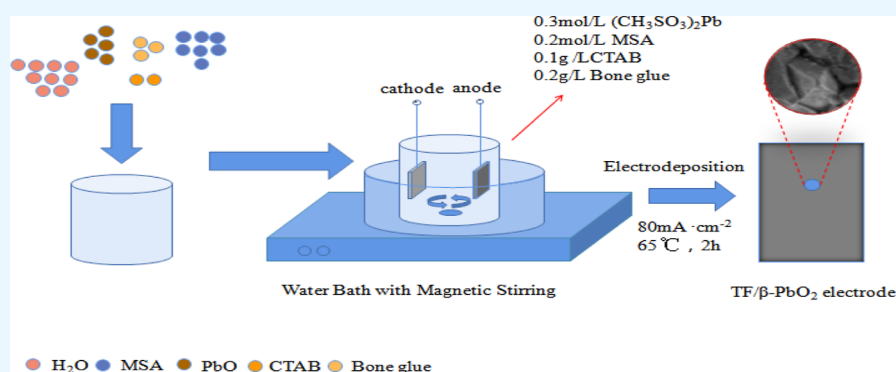 0.3mol/L (CH₃SO₃)₂Pb
0.2mol/L MSA
0.1g /LCTAB
0.2g/L Bone glue
cathode anode
Electrodeposition
80mA ·cm⁻²
65℃ , 2h
Water Bath with Magnetic Stirring
TF/β-PbO₂ electrode
H₂O MSA PbO CTAB Bone glue